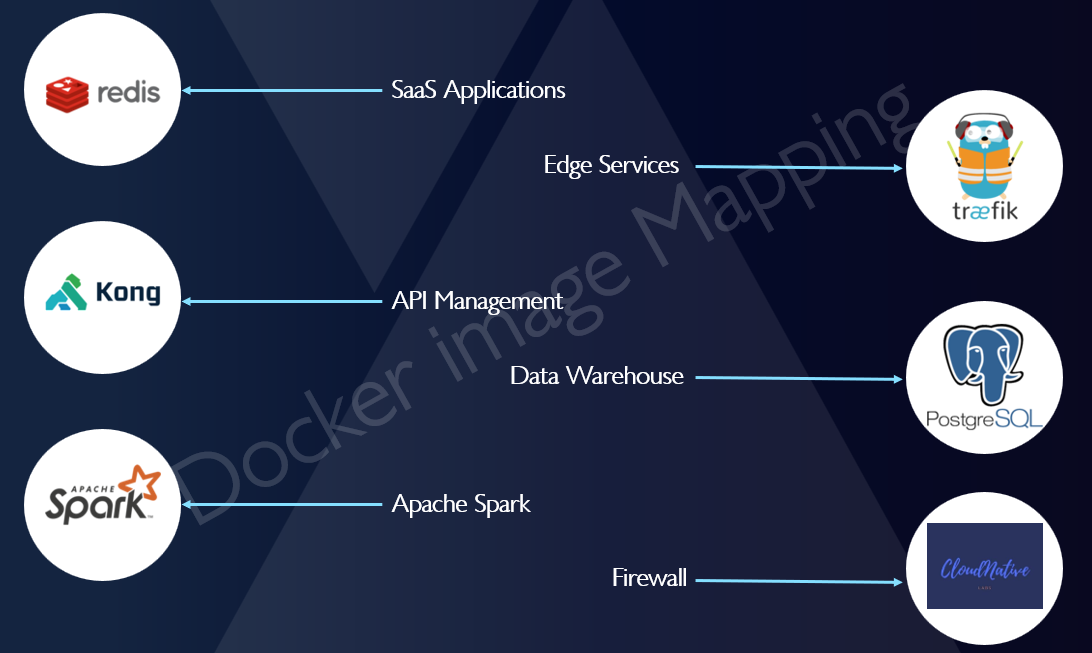 redis
SaaS Applications
Edge Services
træfik
Kong
API Management
Docker image Mapping
Data Warehouse
PostgreSQL
APACHE
Spark
Apache Spark
CloudNative
Firewall